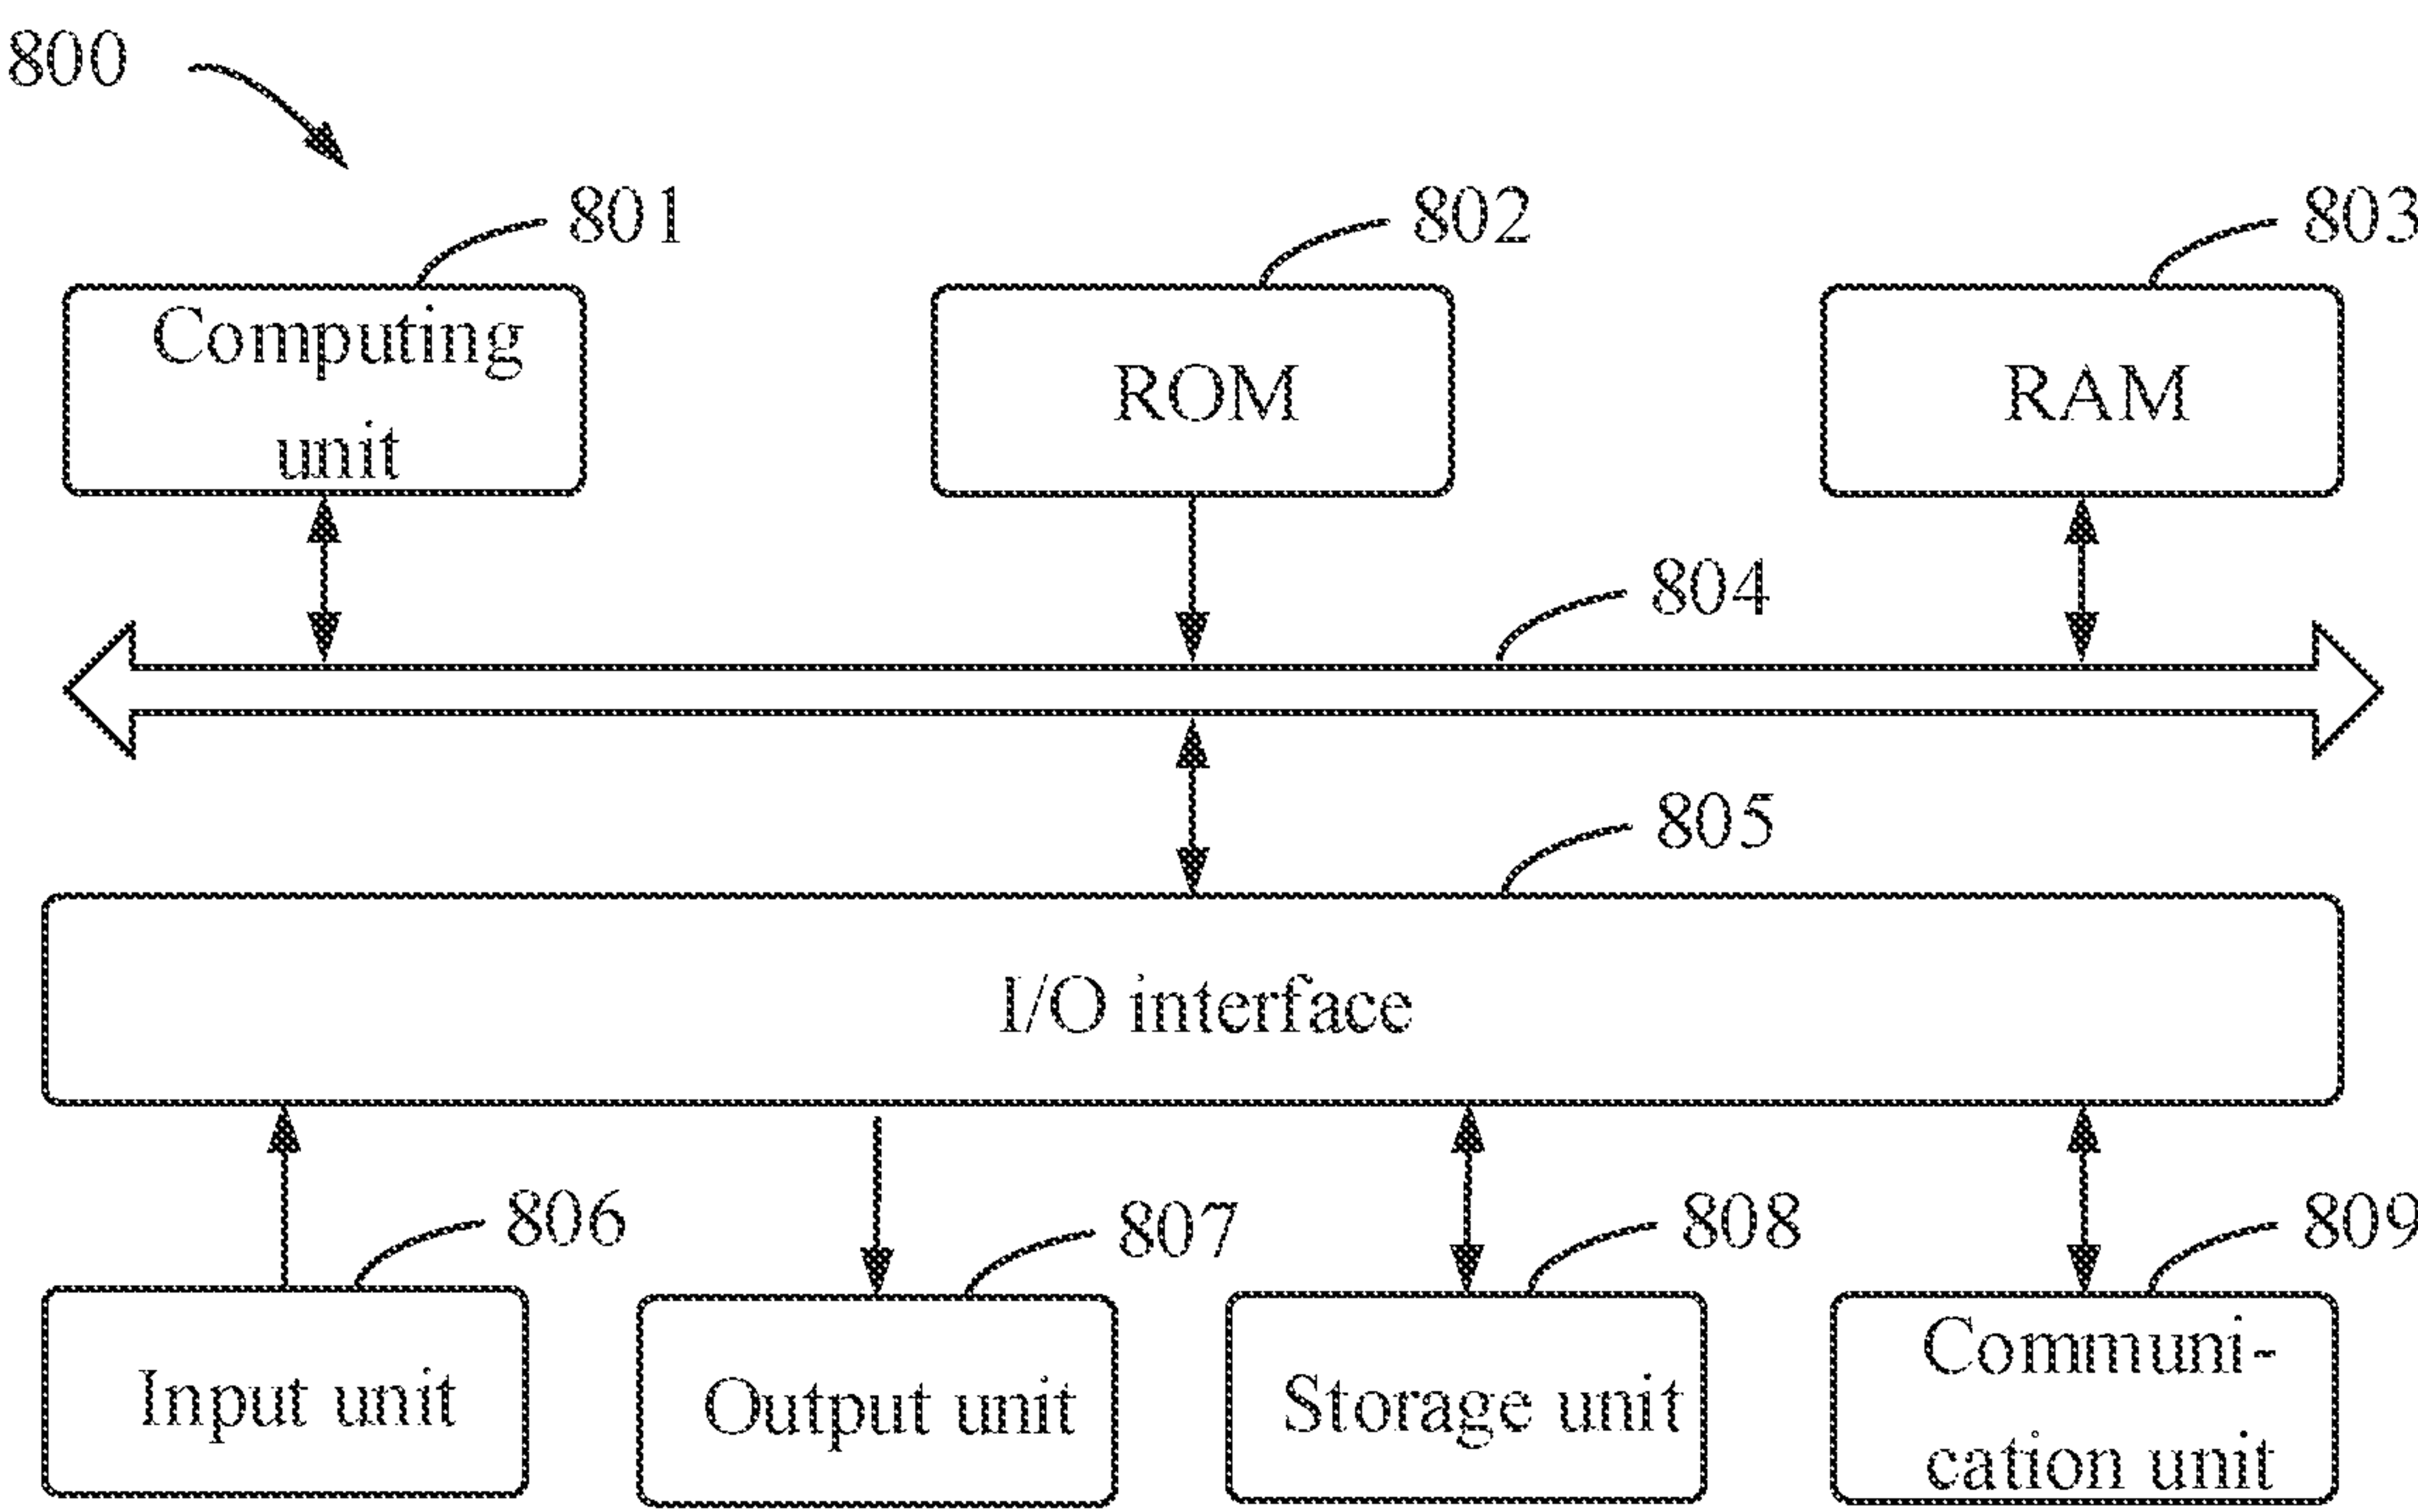 800
801
802
803
Computing
unit
ROM
RAM
804
805
I/O interface
806
807
808
809
Input unit
Output unit
Storage unit
Communi-
cation unit